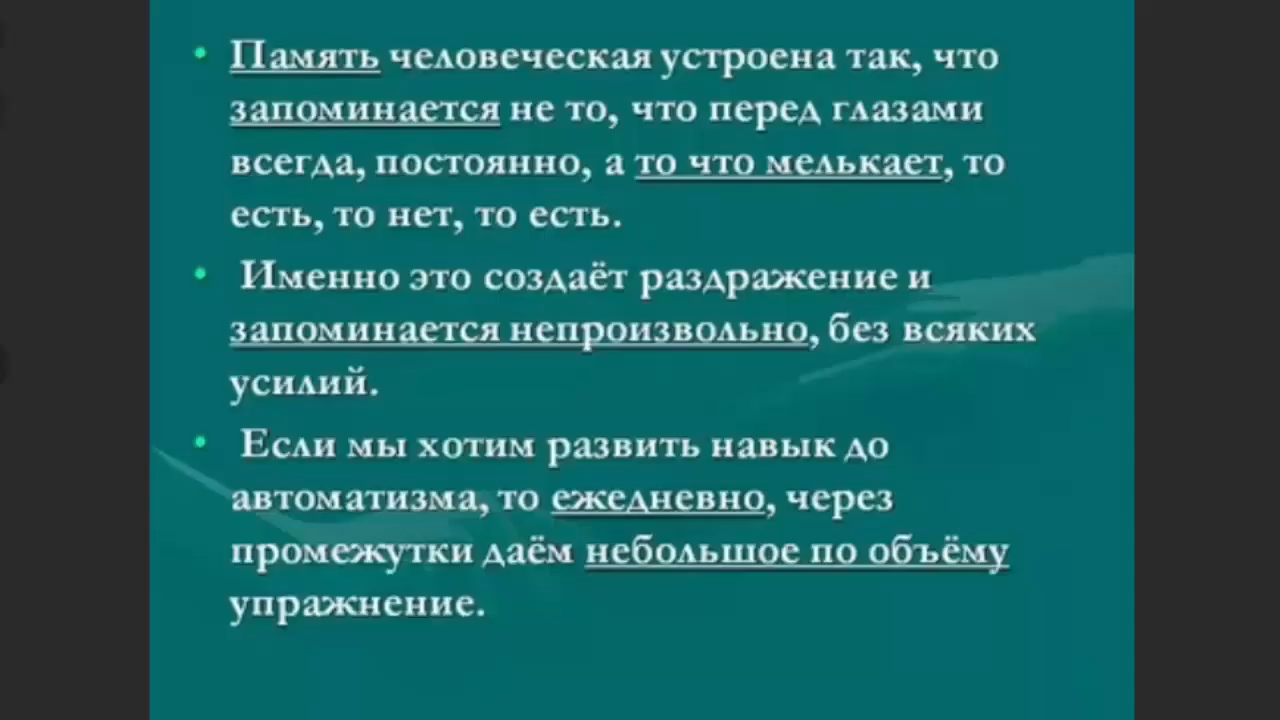 • Память человеческая устроена так, что
запоминается не то, что перед глазами
всегда, постоянно, а то что мелькает, то
есть, то нет, то есть.
• Именно это создаёт раздражение и
запоминается непроизвольно, без всяких
усилий.
• Если мы хотим развить навык до
автоматизма, то ежедневно, через
промежутки даём небольшое по объёму
упражнение.